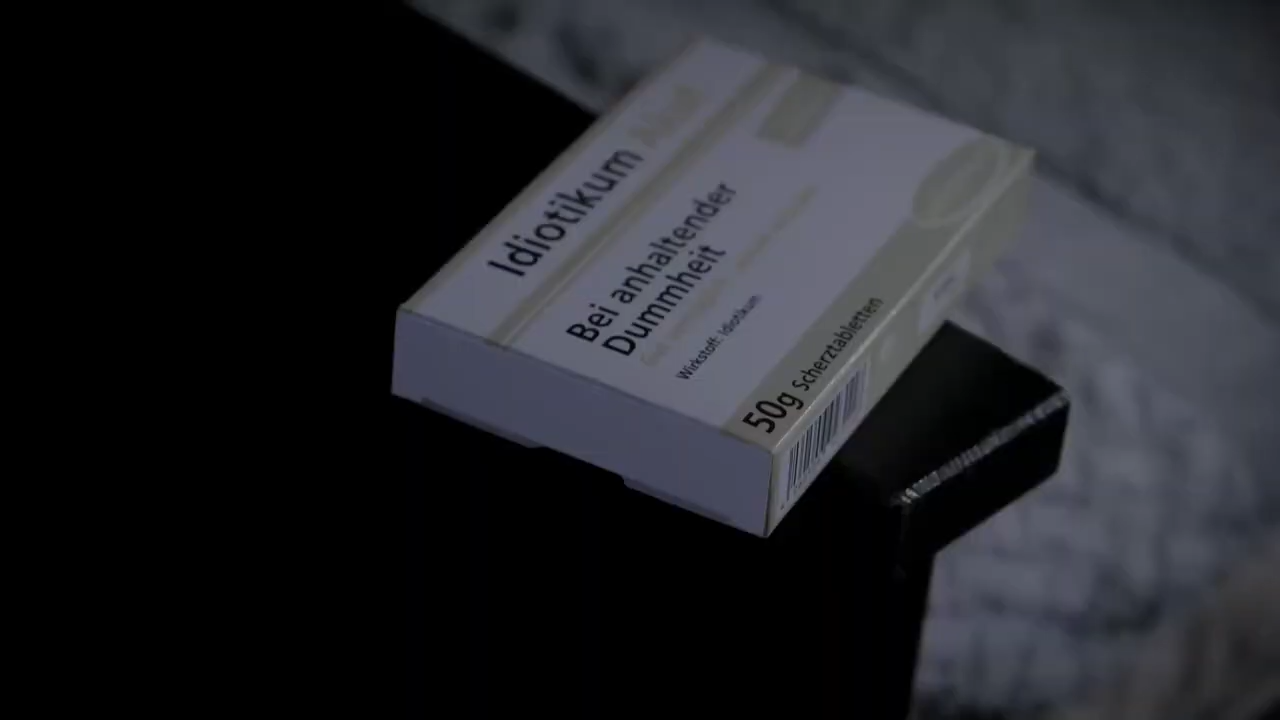 Idiotikum
Bei anhaltender
Dummheit
Wirkstoff: Idiotikum
50g Scherztabletten